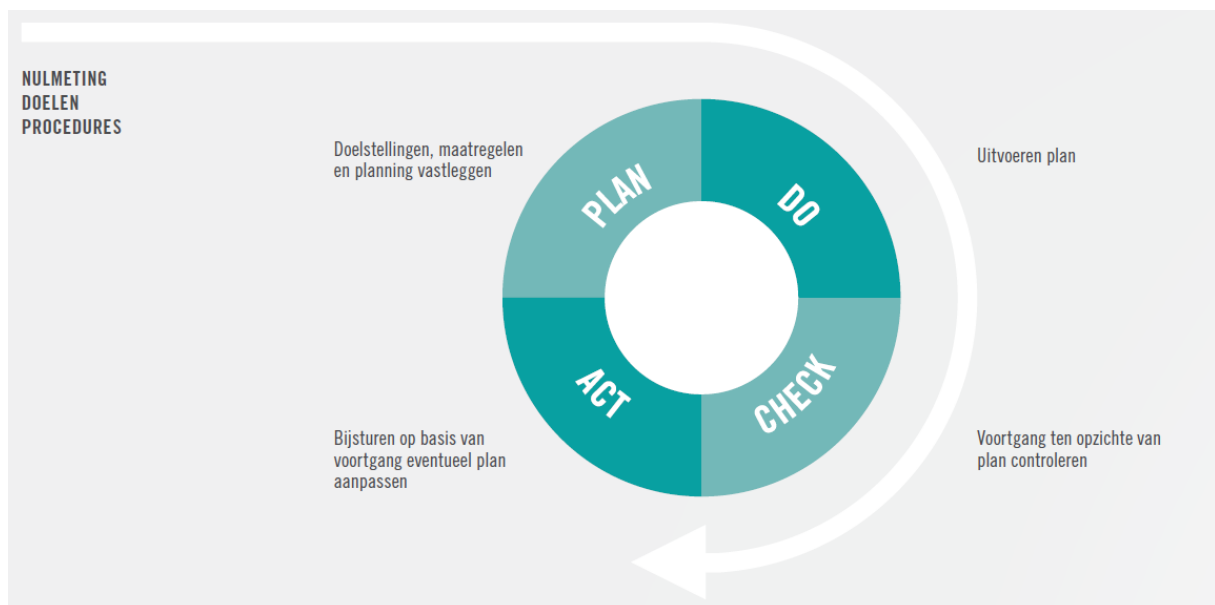 NULMETING
DOELEN
PROCEDURES
Doelstellingen, maatregelen
en planning vastleggen
PLAN
DO
Uitvoeren plan
ACT
CHECK
Bijsturen op basis van
voortgang eventueel plan
aanpassen
Voortgang ten opzichte van
plan controleren